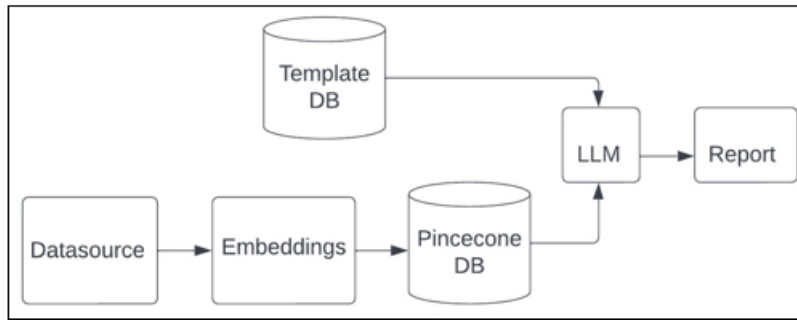 Template
DB
LLM
Report
Datasource
Embeddings
Pincecone
DB